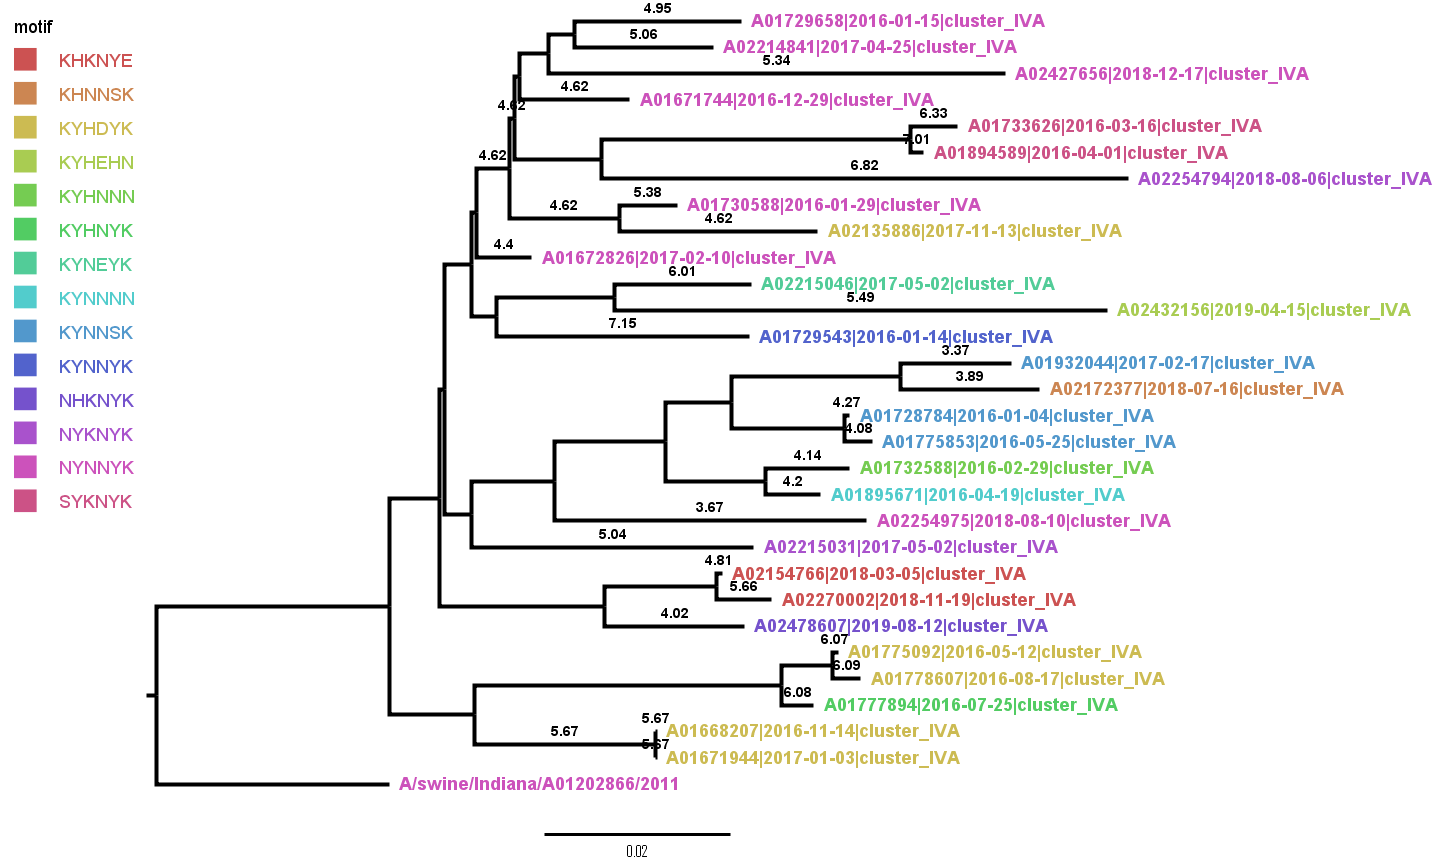 motif
KHKNYE
KHNNSK
KYHDYK
KYHEHN
KYHNNN
KYHNYK
KYNEYK
KYNNNN
KYNNSK
KYNNYK
NHKNYK
NYKNYK
NYNNYK
SYKNYK
4.95
A01729658|2016-01-15|cluster_IVA
5.06
A02214841|2017-04-25|cluster_IVA
5.34
A02427656|2018-12-17|cluster_IVA
4.62
A01671744|2016-12-29|cluster_IVA
4.62
6.33
A01733626|2016-03-16|cluster_IVA
7.01
A01894589|2016-04-01|cluster_IVA
4.62
6.82
A02254794|2018-08-06|cluster_IVA
5.38
A01730588|2016-01-29|cluster_IVA
4.62
4.62
A02135886|2017-11-13|cluster_IVA
4.4
A01672826|2017-02-10|cluster_IVA
6.01
A02215046|2017-05-02|cluster_IVA
5.49
A02432156|2019-04-15|cluster_IVA
7.15
A01729543|2016-01-14|cluster_IVA
3.37
A01932044|2017-02-17|cluster_IVA
3.89
A02172377|2018-07-16|cluster_IVA
4.27
A01728784|2016-01-04|cluster_IVA
4.08
A01775853|2016-05-25|cluster_IVA
4.14
A01732588|2016-02-29|cluster_IVA
4.2
A01895671|2016-04-19|cluster_IVA
3.67
A02254975|2018-08-10|cluster_IVA
5.04
A02215031|2017-05-02|cluster_IVA
4.81
A02154766|2018-03-05|cluster_IVA
5.66
A02270002|2018-11-19|cluster_IVA
4.02
A02478607|2019-08-12|cluster_IVA
6.07
A01775092|2016-05-12|cluster_IVA
6.09
A01778607|2016-08-17|cluster_IVA
6.08
A01777894|2016-07-25|cluster_IVA
5.67
5.67
A01668207|2016-11-14|cluster_IVA
5.67
A01671944|2017-01-03|cluster_IVA
A/swine/Indiana/A01202866/2011
0.02